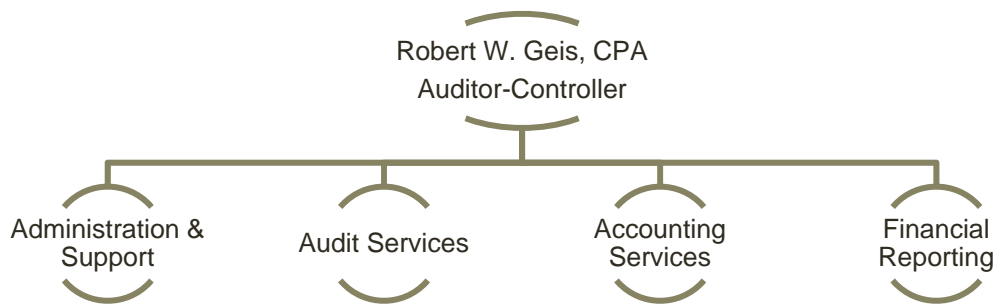 Robert W. Geis, CPA
Auditor-Controller
Administration &
Support
Audit Services
Accounting
Services
Financial
Reporting